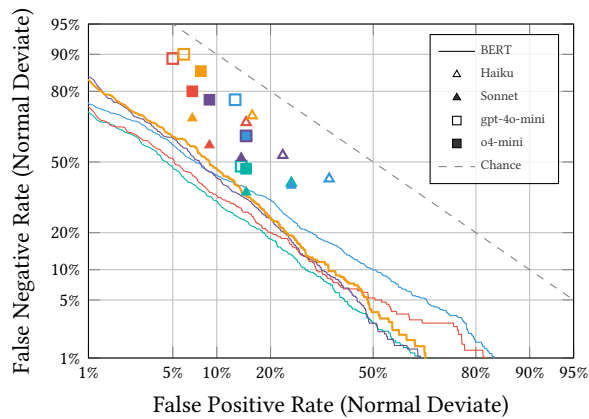 False Negative Rate (Normal Deviate)
95%
90%
80%
50%
20%
10%
5%
1%
BERT
Haiku
Sonnet
gpt-4o-mini
o4-mini
Chance
1% 5% 10% 20% 50% 80% 90% 95%
False Positive Rate (Normal Deviate)